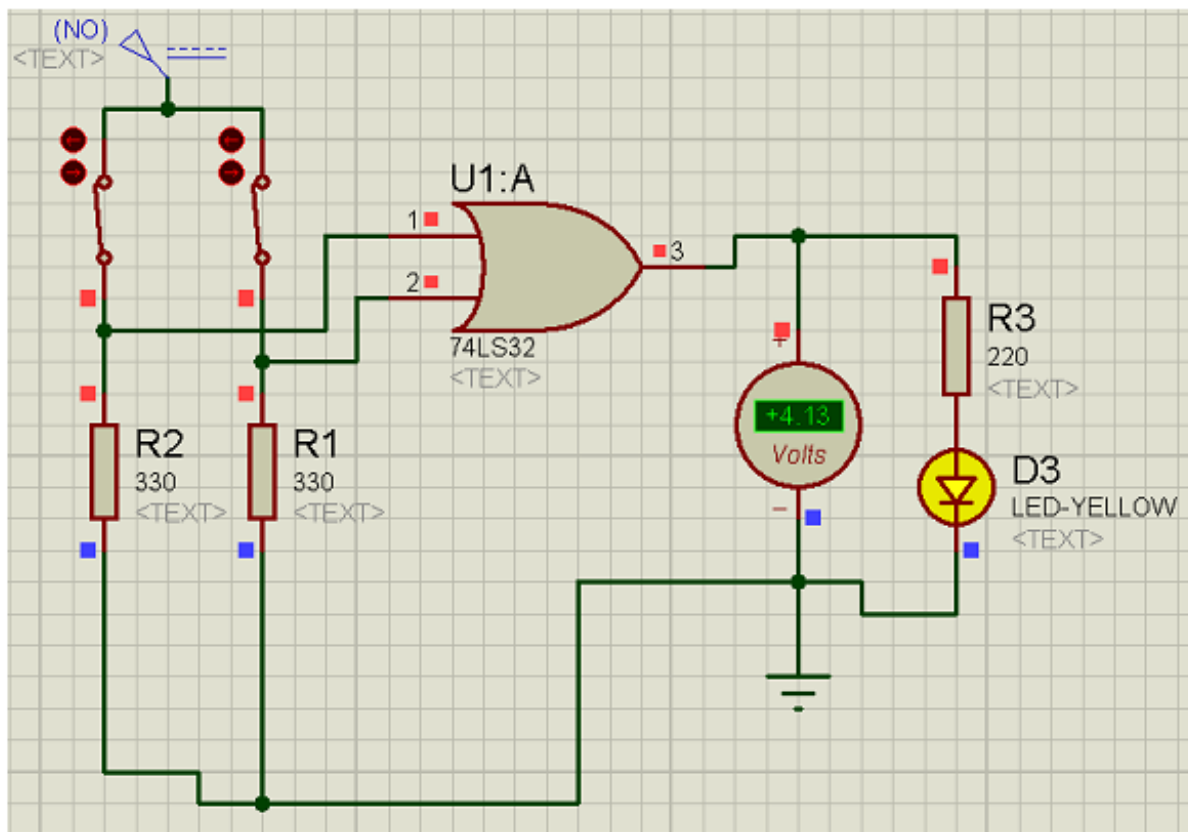 (NO)
<TEXT>
U1:A
1
2
3
74LS32
<TEXT>
R3
220
<TEXT>
+
+4.13
Volts
−
R2
330
<TEXT>
R1
330
<TEXT>
D3
LED-YELLOW
<TEXT>